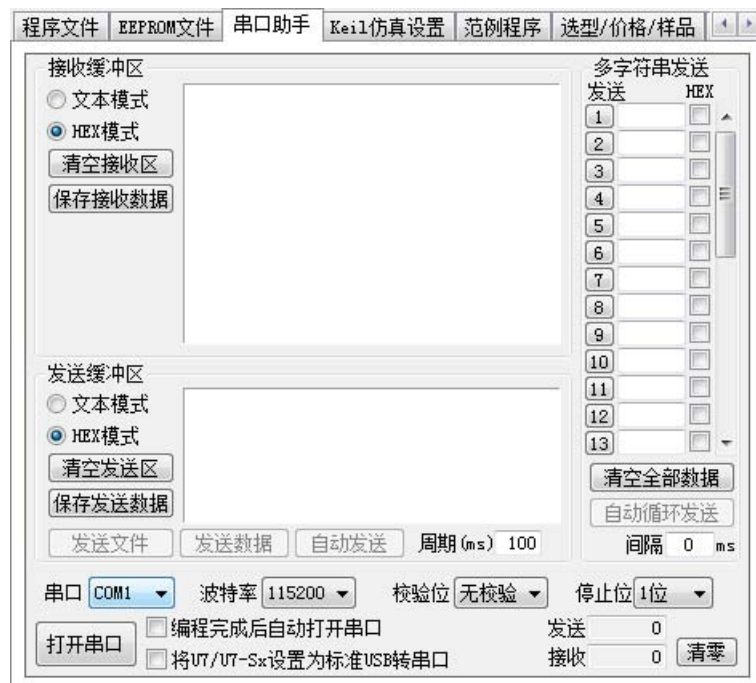 程序文件 EEPROM文件 串口助手 Keil仿真设置 范例程序 选型/价格/样品
接收缓冲区
文本模式
HEX模式
清空接收区
保存接收数据
发送缓冲区
文本模式
HEX模式
清空发送区
保存发送数据
发送文件 发送数据 自动发送 周期(ms) 100
多字符串发送
发送 HEX
1
2
3
4
5
6
7
8
9
10
11
12
13
清空全部数据
自动循环发送
间隔 0 ms
串口 COM1 波特率 115200 校验位 无校验 停止位 1位
打开串口
编程完成后自动打开串口
将U7/U7-Sx设置为标准USB转串口
发送 0
接收 0
清零